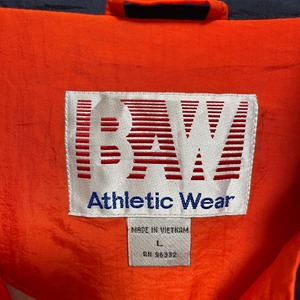 BAW
Athletic Wear
MADE IN VIETNAM
L
RN 96332